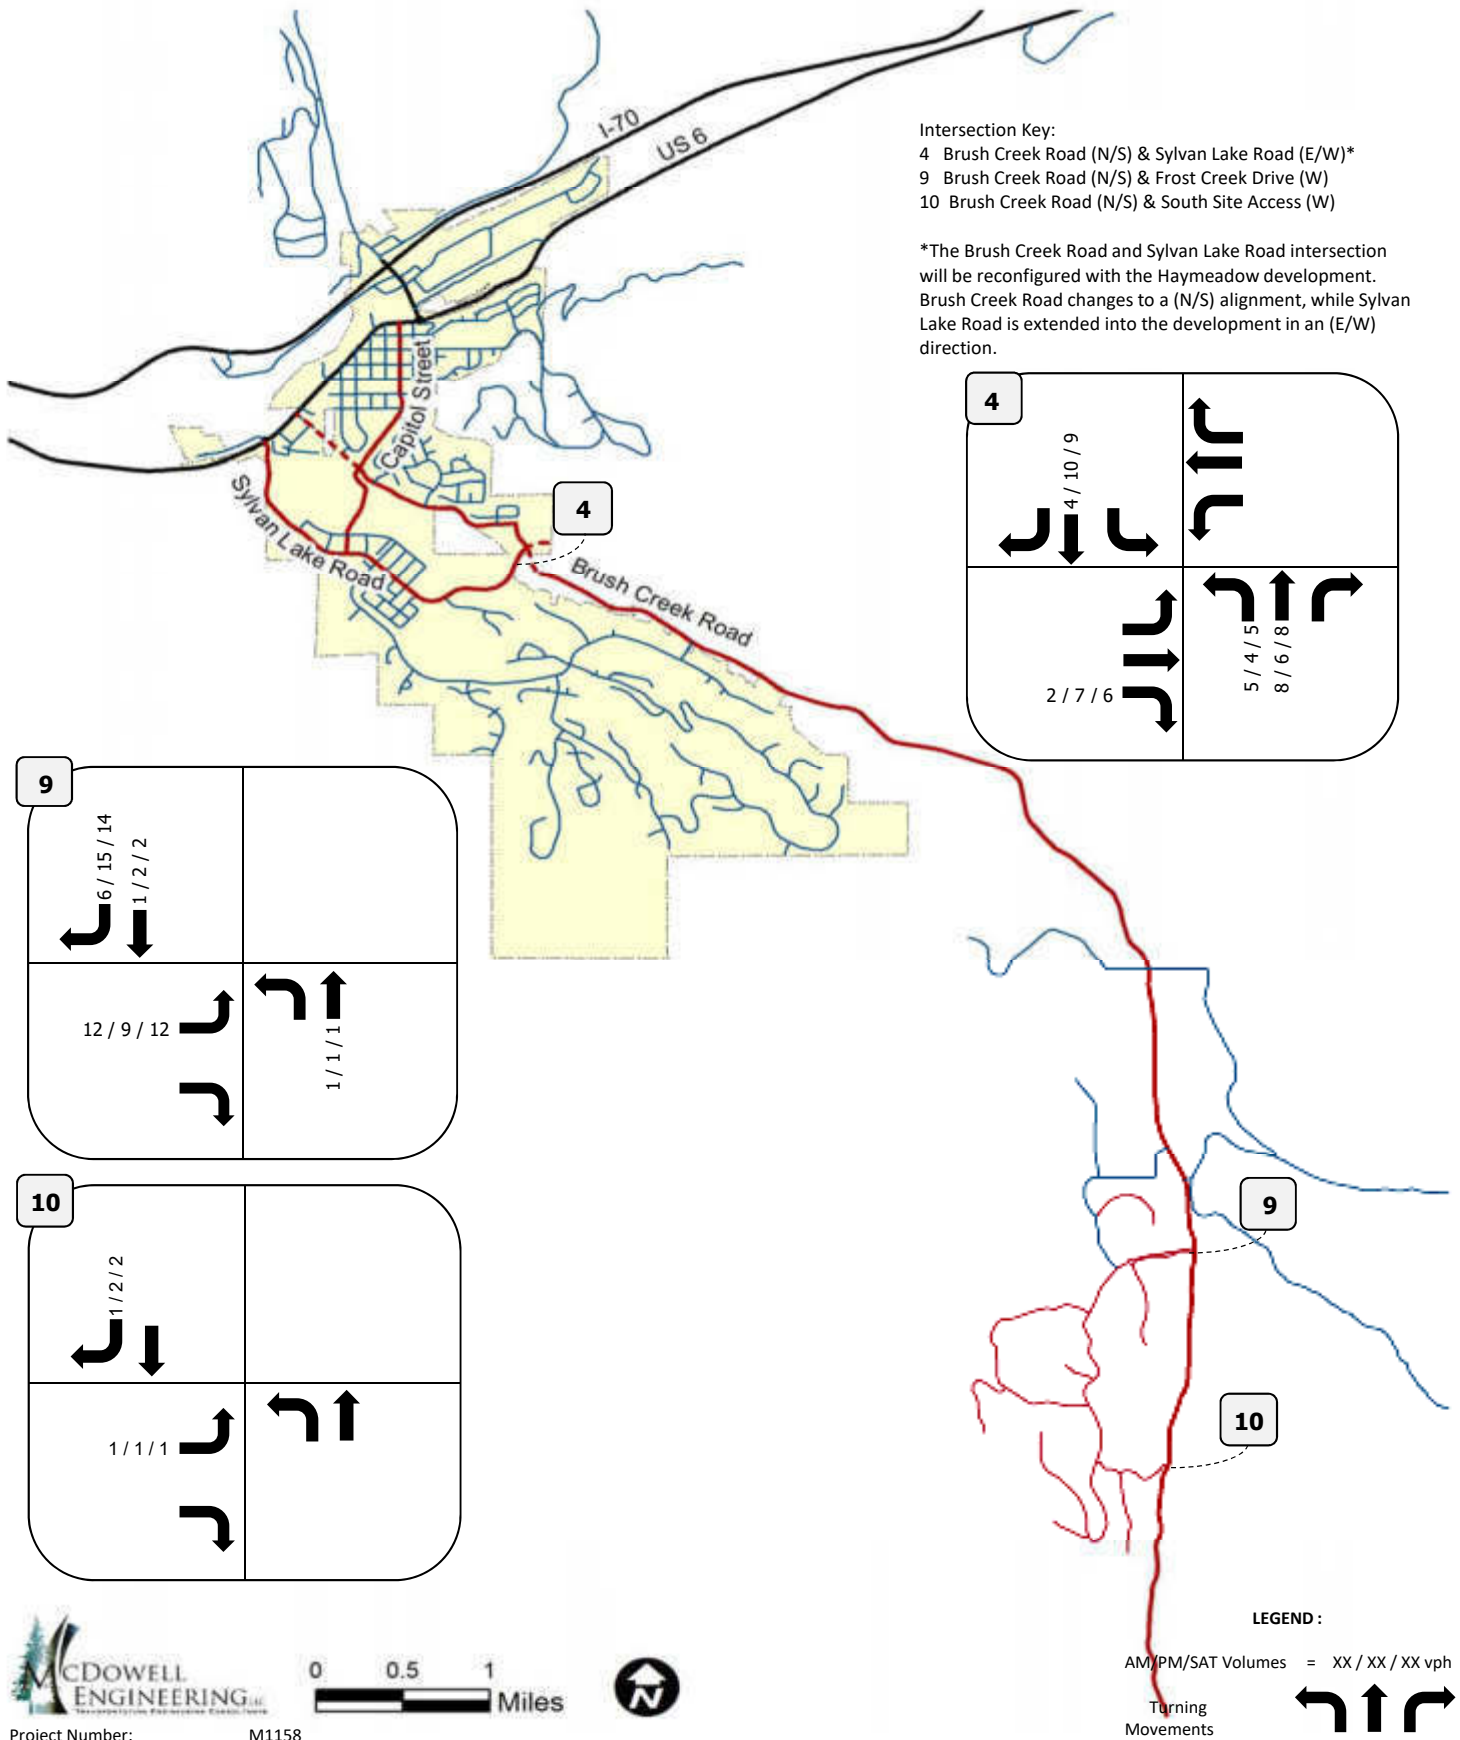 I-70
US 6
Intersection Key:
4 Brush Creek Road (N/S) & Sylvan Lake Road (E/W)*
9 Brush Creek Road (N/S) & Frost Creek Drive (W)
10 Brush Creek Road (N/S) & South Site Access (W)
*The Brush Creek Road and Sylvan Lake Road intersection
will be reconfigured with the Haymeadow development.
Brush Creek Road changes to a (N/S) alignment, while Sylvan
Lake Road is extended into the development in an (E/W)
direction.
Capitol Street
Sylvan Lake Road
4
Brush Creek Road
4
4 / 10 / 9
2 / 7 / 6
5 / 4 / 5
8 / 6 / 8
9
6 / 15 / 14
1 / 2 / 2
12 / 9 / 12
1 / 1 / 1
10
1 / 2 / 2
1 / 1 / 1
9
10
MCDOWELL
ENGINEERING LLC
TRANSPORTATION ENGINEERING CONSULTANTS
0 0.5 1
Miles
N
LEGEND :
AM/PM/SAT Volumes = XX / XX / XX vph
Turning
Movements
Project Number: M1158